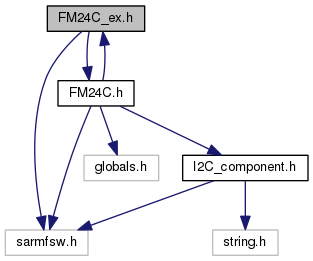 FM24C_ex.h
FM24C.h
globals.h
I2C_component.h
sarmfsw.h
string.h